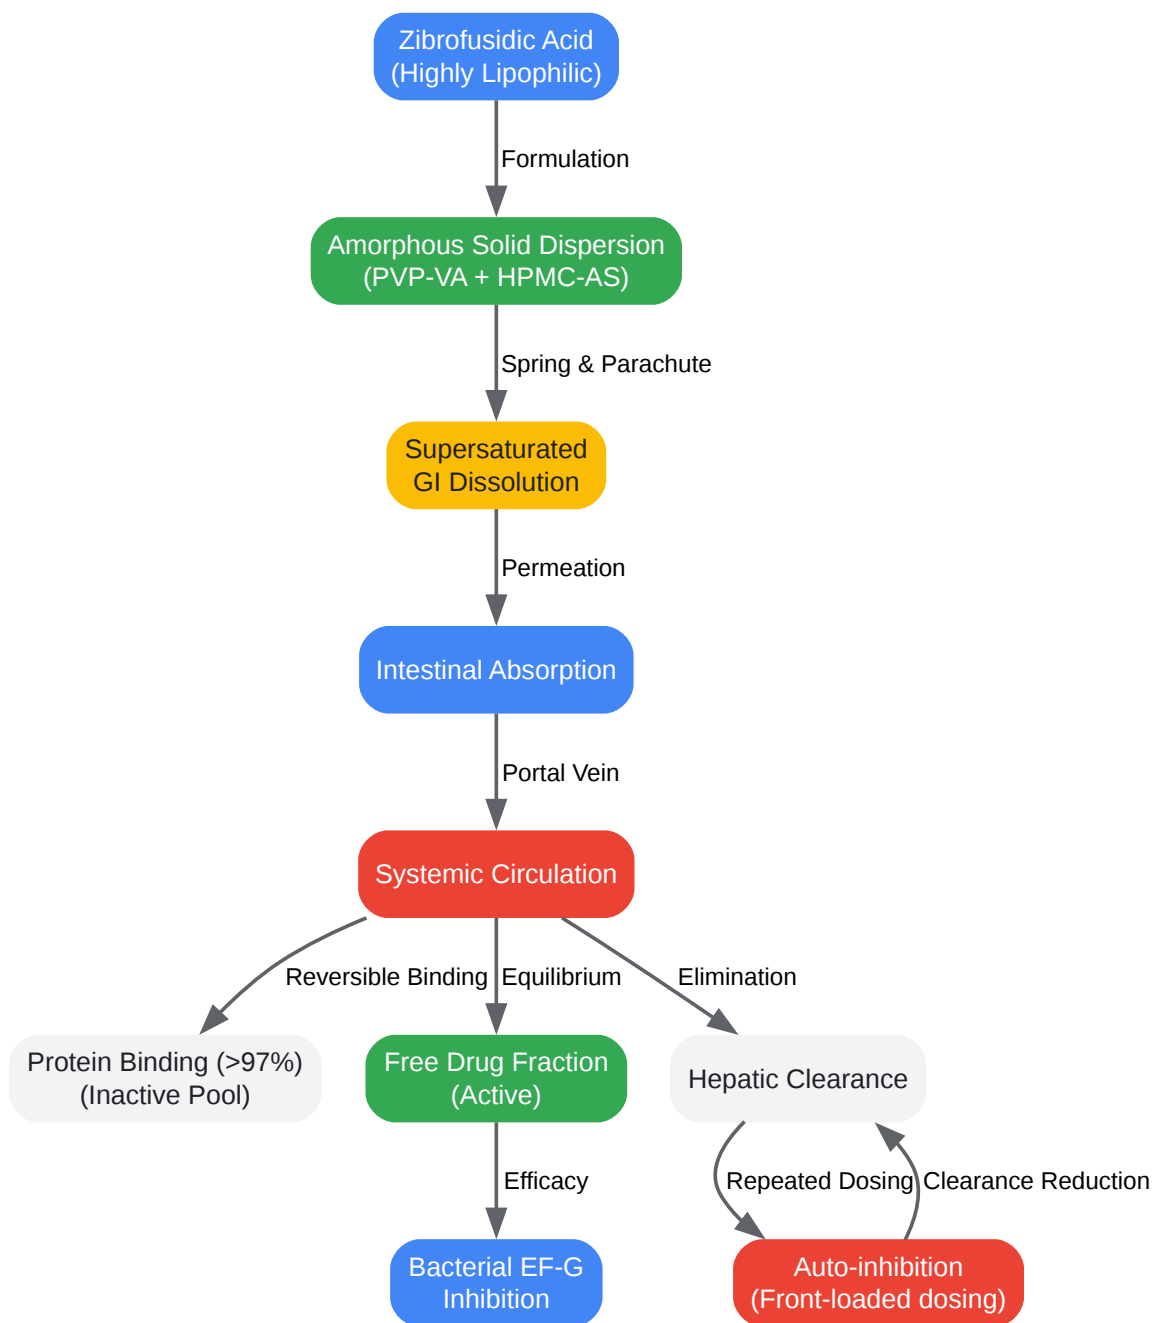 Zibrofusidic Acid
(Highly Lipophilic)
Formulation
Amorphous Solid Dispersion
(PVP-VA + HPMC-AS)
Spring & Parachute
Supersaturated
GI Dissolution
Permeation
Intestinal Absorption
Portal Vein
Systemic Circulation
Reversible Binding
Equilibrium
Elimination
Protein Binding (>97%)
(Inactive Pool)
Free Drug Fraction
(Active)
Hepatic Clearance
Efficacy
Repeated Dosing
Clearance Reduction
Bacterial EF-G
Inhibition
Auto-inhibition
(Front-loaded dosing)